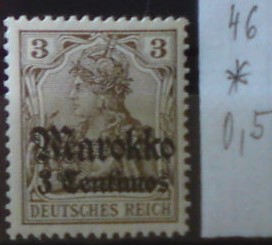 3 3
Marokko
3 Centimos
DEUTSCHES REICH
46
*
0,5